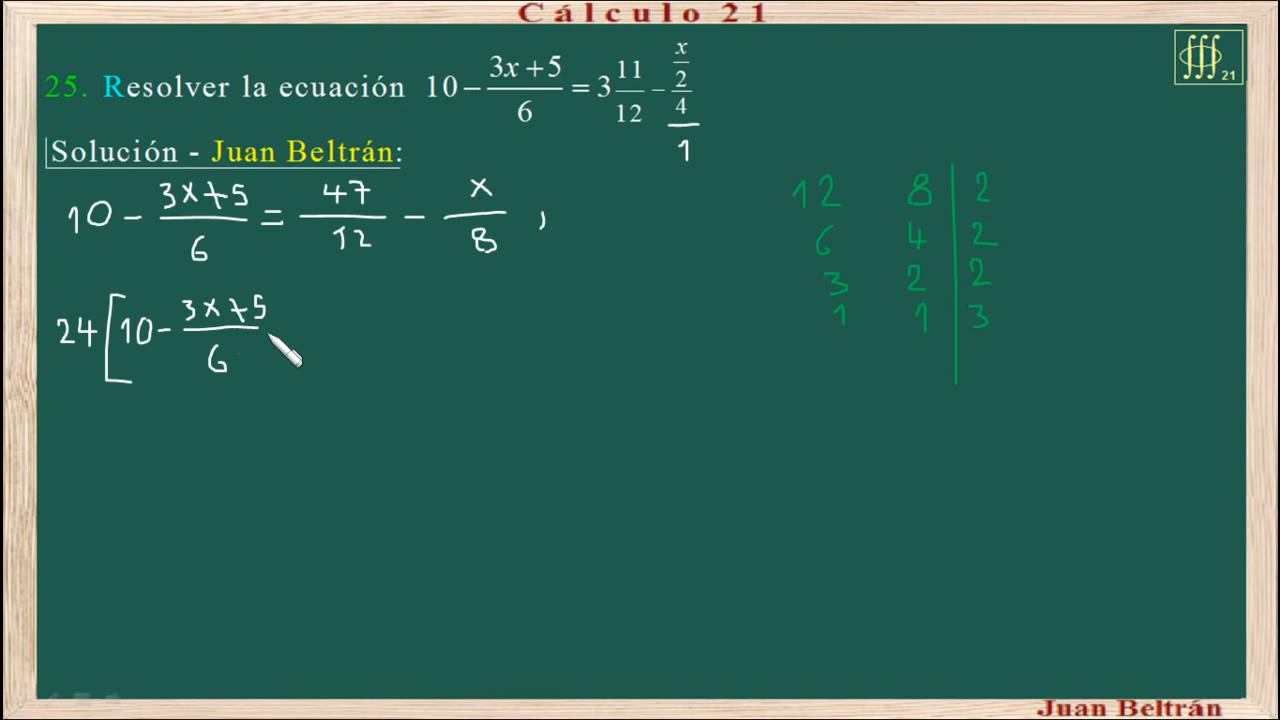 Cálculo 21
25. Resolver la ecuación 10 − (3x + 5)/6 = 3 11/12 − (x/2)/4
1
∫∫∫ 21
Solución - Juan Beltrán:
10 − (3x+5)/6 = 47/12 − x/8 ,
24[10 − (3x+5)/6
12 8 | 2
6 4 | 2
3 2 | 2
1 1 | 3
Juan Beltrán